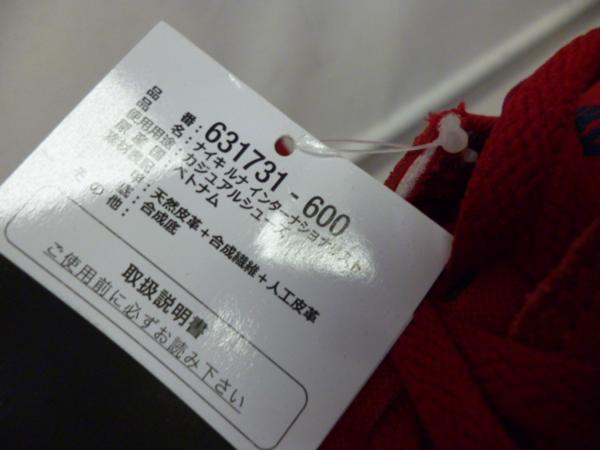 品番：631731-600
品名：ナイキ ルナ インターナショナリスト
使用用途：カジュアルシューズ
原産国：ベトナム
素材表記
甲：天然皮革＋合成繊維＋人工皮革
底：合成底
その他：
取扱説明書
ご使用前に必ずお読み下さい